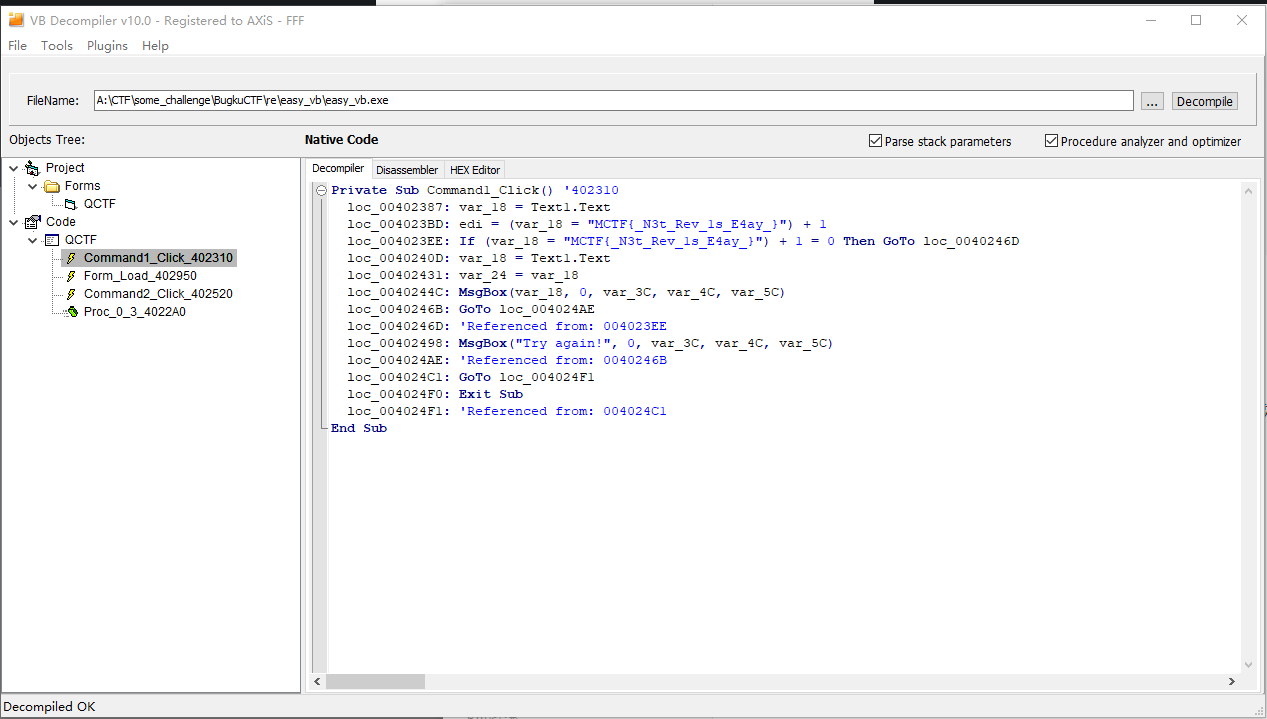 VB Decompiler v10.0 - Registered to AXiS - FFF
File Tools Plugins Help
FileName: A:\CTF\some_challenge\BugkuCTF\re\easy_vb\easy_vb.exe ... Decompile
Objects Tree: Native Code Parse stack parameters Procedure analyzer and optimizer
Project
Forms
QCTF
Code
QCTF
Command1_Click_402310
Form_Load_402950
Command2_Click_402520
Proc_0_3_4022A0
Decompiler Disassembler HEX Editor
Private Sub Command1_Click() '402310
loc_00402387: var_18 = Text1.Text
loc_004023BD: edi = (var_18 = "MCTF{_N3t_Rev_1s_E4ay_}") + 1
loc_004023EE: If (var_18 = "MCTF{_N3t_Rev_1s_E4ay_}") + 1 = 0 Then GoTo loc_0040246D
loc_0040240D: var_18 = Text1.Text
loc_00402431: var_24 = var_18
loc_0040244C: MsgBox(var_18, 0, var_3C, var_4C, var_5C)
loc_0040246B: GoTo loc_004024AE
loc_0040246D: 'Referenced from: 004023EE
loc_00402498: MsgBox("Try again!", 0, var_3C, var_4C, var_5C)
loc_004024AE: 'Referenced from: 0040246B
loc_004024C1: GoTo loc_004024F1
loc_004024F0: Exit Sub
loc_004024F1: 'Referenced from: 004024C1
End Sub
Decompiled OK